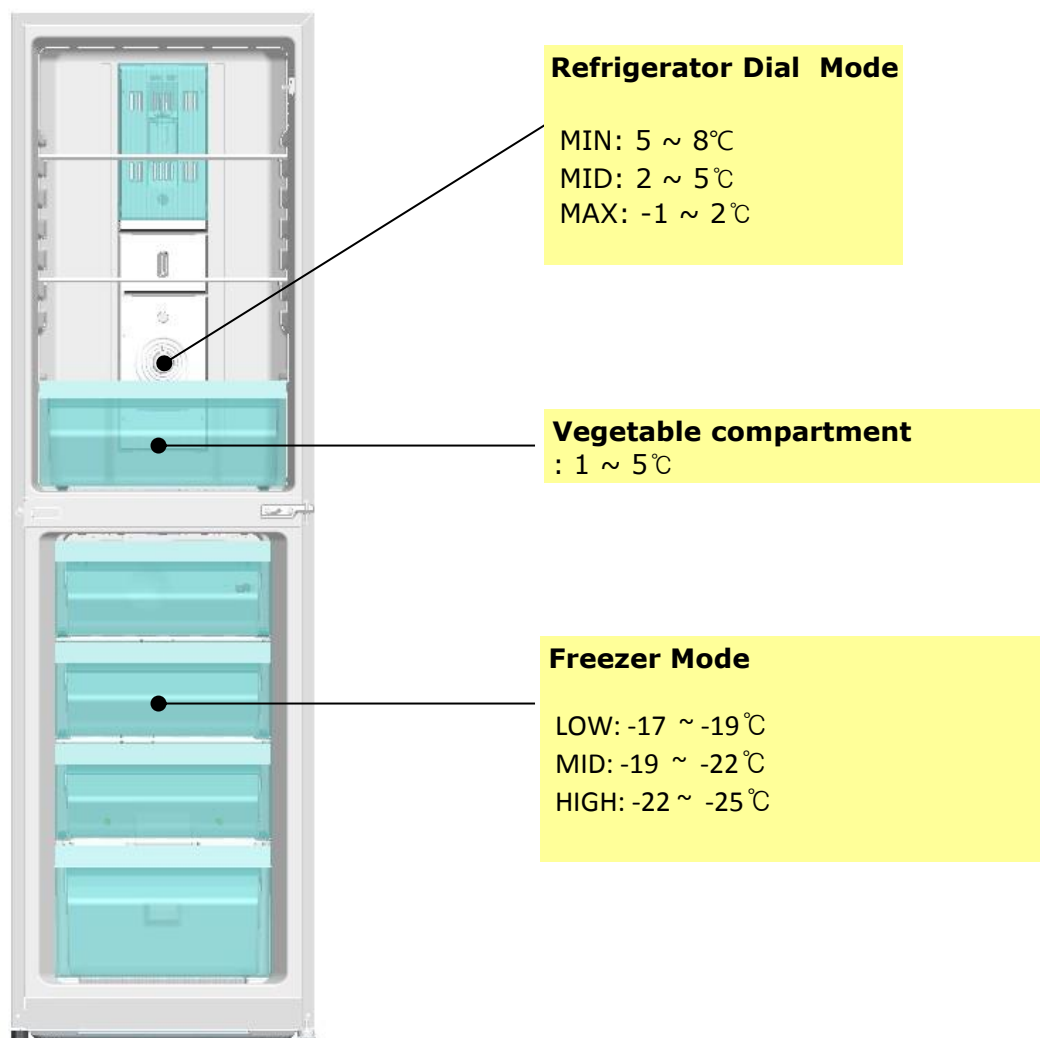 Refrigerator Dial  Mode
MIN: 5 ~ 8℃
MID: 2 ~ 5℃
MAX: -1 ~ 2℃
Vegetable compartment
: 1 ~ 5℃
Freezer Mode
LOW: -17 ~ -19℃
MID: -19 ~ -22℃
HIGH: -22 ~ -25℃